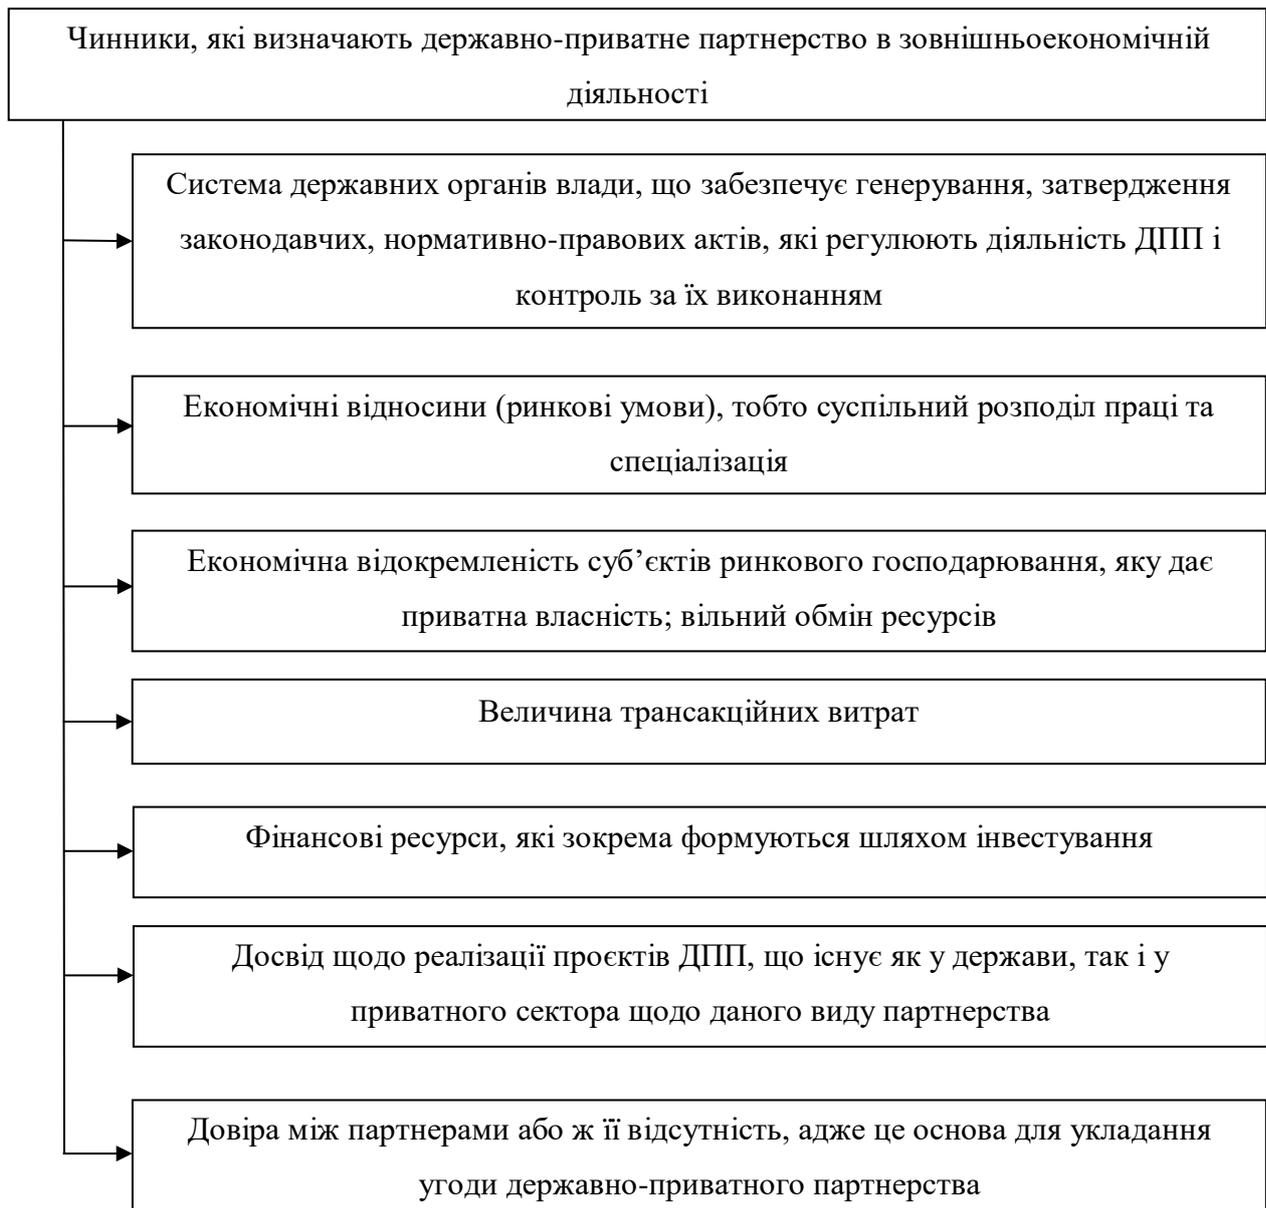 Чинники, які визначають державно-приватне партнерство в зовнішньоекономічній
діяльності
Система державних органів влади, що забезпечує генерування, затвердження
законодавчих, нормативно-правових актів, які регулюють діяльність ДПП і
контроль за їх виконанням
Економічні відносини (ринкові умови), тобто суспільний розподіл праці та
спеціалізація
Економічна відокремленість суб’єктів ринкового господарювання, яку дає
приватна власність; вільний обмін ресурсів
Величина трансакційних витрат
Фінансові ресурси, які зокрема формуються шляхом інвестування
Досвід щодо реалізації проєктів ДПП, що існує як у держави, так і у
приватного сектора щодо даного виду партнерства
Довіра між партнерами або ж її відсутність, адже це основа для укладання
угоди державно-приватного партнерства